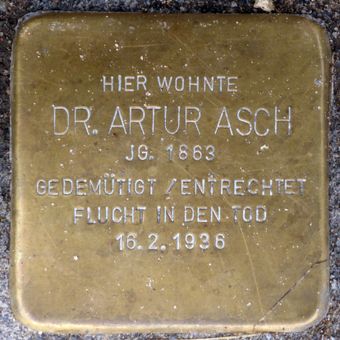 HIER WOHNTE
DR. ARTUR ASCH
JG. 1863
GEDEMÜTIGT / ENTRECHTET
FLUCHT IN DEN TOD
16.2.1936